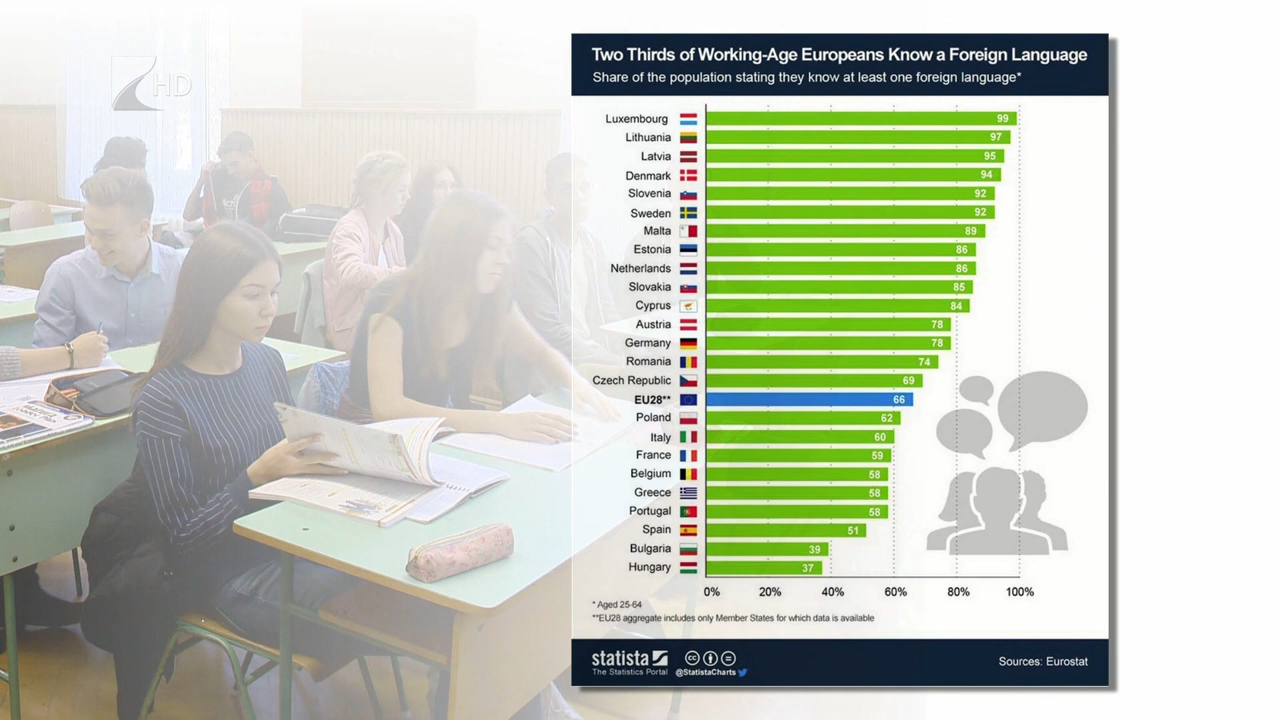 HD
Two Thirds of Working-Age Europeans Know a Foreign Language
Share of the population stating they know at least one foreign language*
Luxembourg 99
Lithuania 97
Latvia 95
Denmark 94
Slovenia 92
Sweden 92
Malta 89
Estonia 86
Netherlands 86
Slovakia 85
Cyprus 84
Austria 78
Germany 78
Romania 74
Czech Republic 69
EU28** 66
Poland 62
Italy 60
France 59
Belgium 58
Greece 58
Portugal 58
Spain 51
Bulgaria 39
Hungary 37
0% 20% 40% 60% 80% 100%
* Aged 25-64
**EU28 aggregate includes only Member States for which data is available
statista
The Statistics Portal
cc
@StatistaCharts
Sources: Eurostat